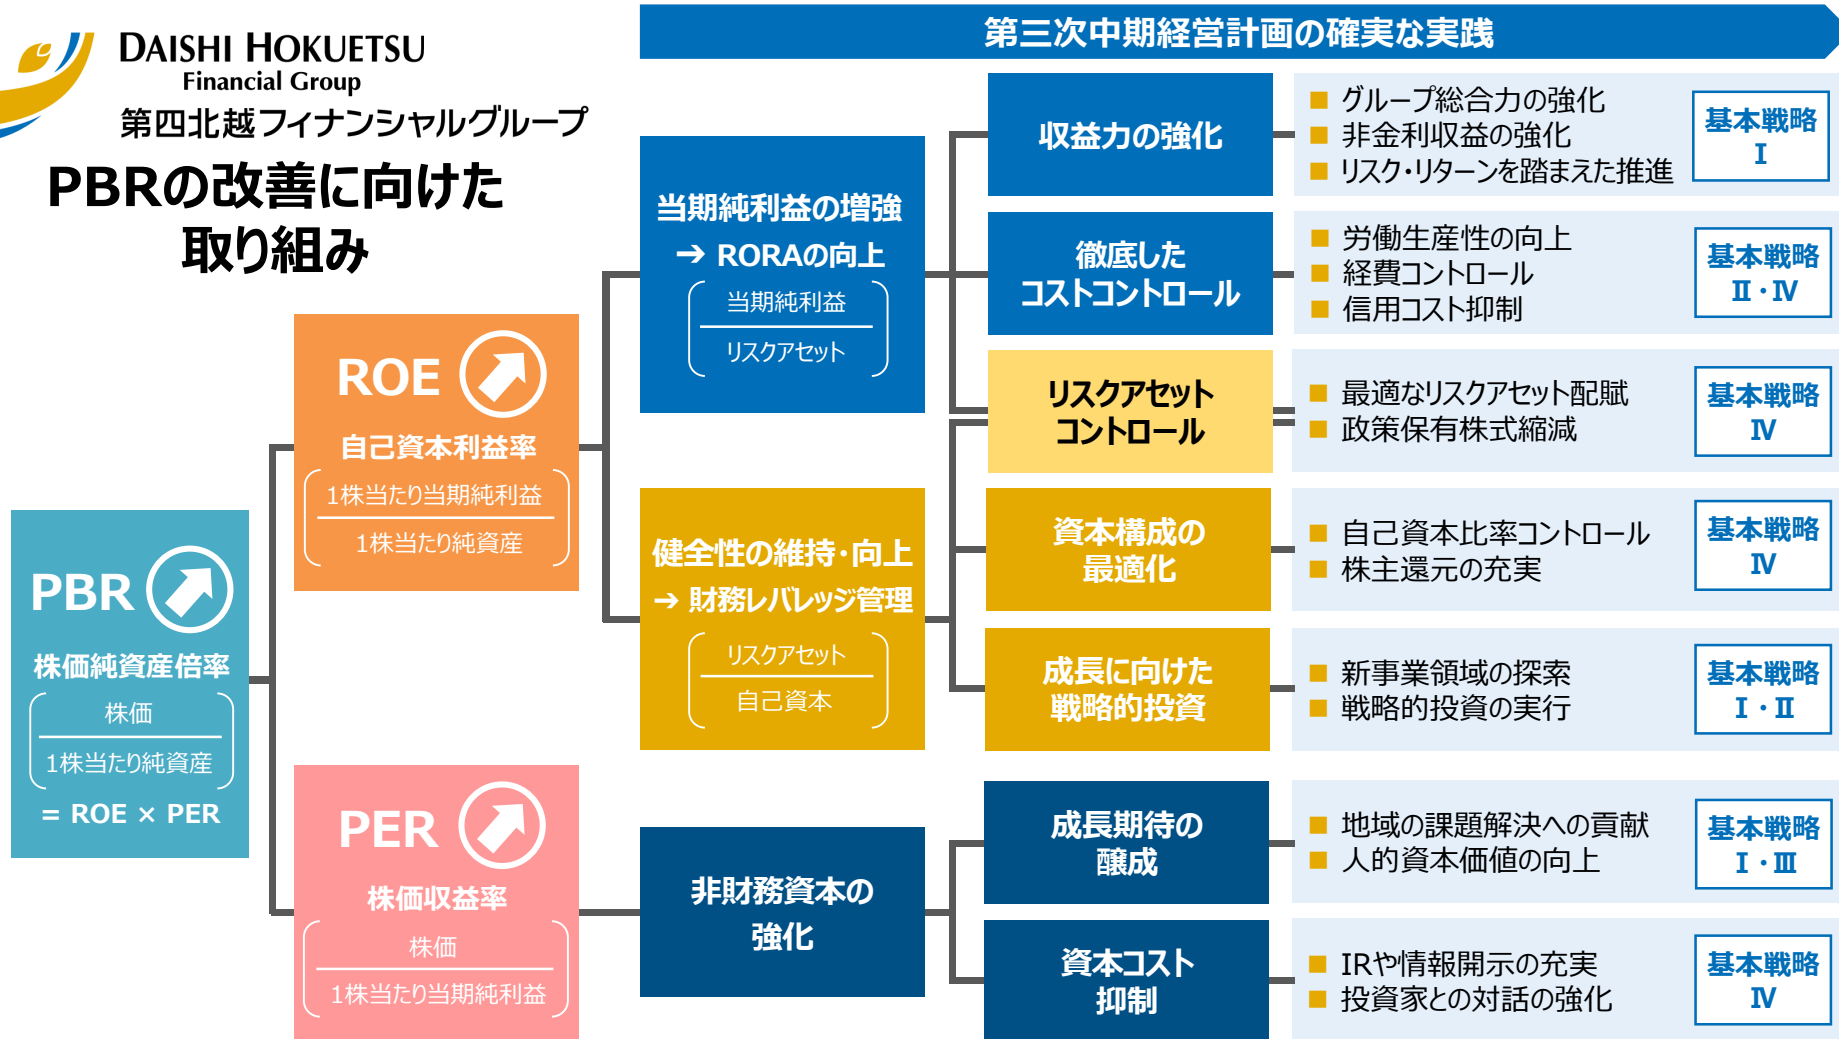 DAISHI HOKUETSU
Financial Group
第四北越フィナンシャルグループ
PBRの改善に向けた
取り組み
第三次中期経営計画の確実な実践
PBR
株価純資産倍率
株価
1株当たり純資産
= ROE × PER
ROE
自己資本利益率
1株当たり当期純利益
1株当たり純資産
PER
株価収益率
株価
1株当たり当期純利益
当期純利益の増強
➔ RORAの向上
当期純利益
リスクアセット
健全性の維持・向上
➔ 財務レバレッジ管理
リスクアセット
自己資本
非財務資本の
強化
収益力の強化
■ グループ総合力の強化
■ 非金利収益の強化
■ リスク・リターンを踏まえた推進
基本戦略
Ⅰ
徹底した
コストコントロール
■ 労働生産性の向上
■ 経費コントロール
■ 信用コスト抑制
基本戦略
Ⅱ・Ⅳ
リスクアセット
コントロール
■ 最適なリスクアセット配賦
■ 政策保有株式縮減
基本戦略
Ⅳ
資本構成の
最適化
■ 自己資本比率コントロール
■ 株主還元の充実
基本戦略
Ⅳ
成長に向けた
戦略的投資
■ 新事業領域の探索
■ 戦略的投資の実行
基本戦略
Ⅰ・Ⅱ
成長期待の
醸成
■ 地域の課題解決への貢献
■ 人的資本価値の向上
基本戦略
Ⅰ・Ⅲ
資本コスト
抑制
■ IRや情報開示の充実
■ 投資家との対話の強化
基本戦略
Ⅳ